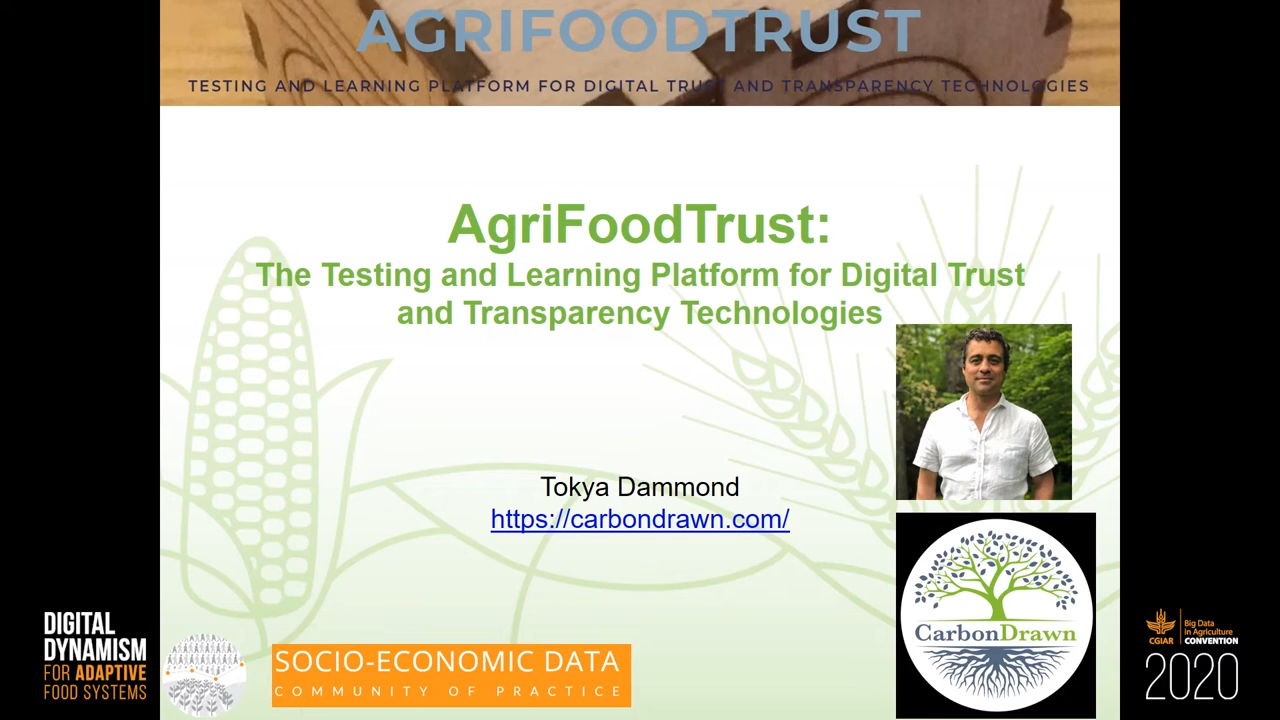 AGRIFOODTRUST
TESTING AND LEARNING PLATFORM FOR DIGITAL TRUST AND TRANSPARENCY TECHNOLOGIES
AgriFoodTrust:
The Testing and Learning Platform for Digital Trust
and Transparency Technologies
Tokya Dammond
https://carbondrawn.com/
CarbonDrawn
DIGITAL
DYNAMISM
FOR ADAPTIVE
FOOD SYSTEMS
SOCIO-ECONOMIC DATA
COMMUNITY OF PRACTICE
CGIAR
Big Data
in Agriculture
CONVENTION
2020